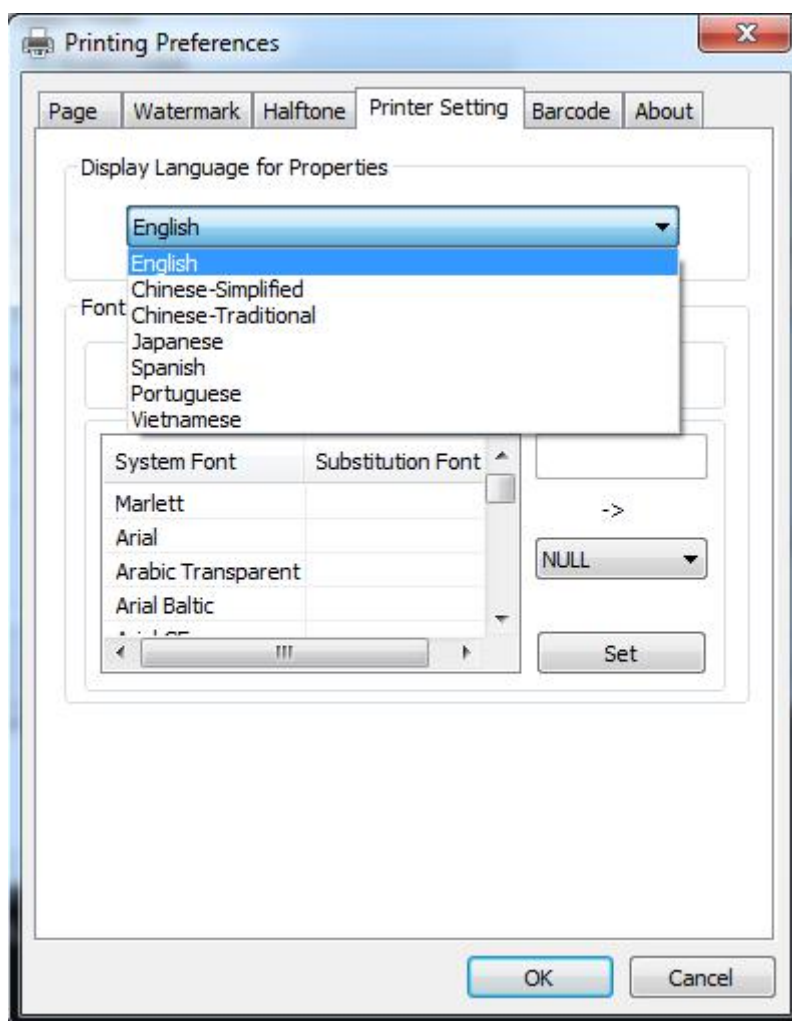 Printing Preferences
Page Watermark Halftone Printer Setting Barcode About
Display Language for Properties
English
English
Chinese-Simplified
Font
Chinese-Traditional
Japanese
Spanish
Portuguese
Vietnamese
System Font Substitution Font
Marlett
->
Arial
Arabic Transparent
NULL
Arial Baltic
Set
OK Cancel